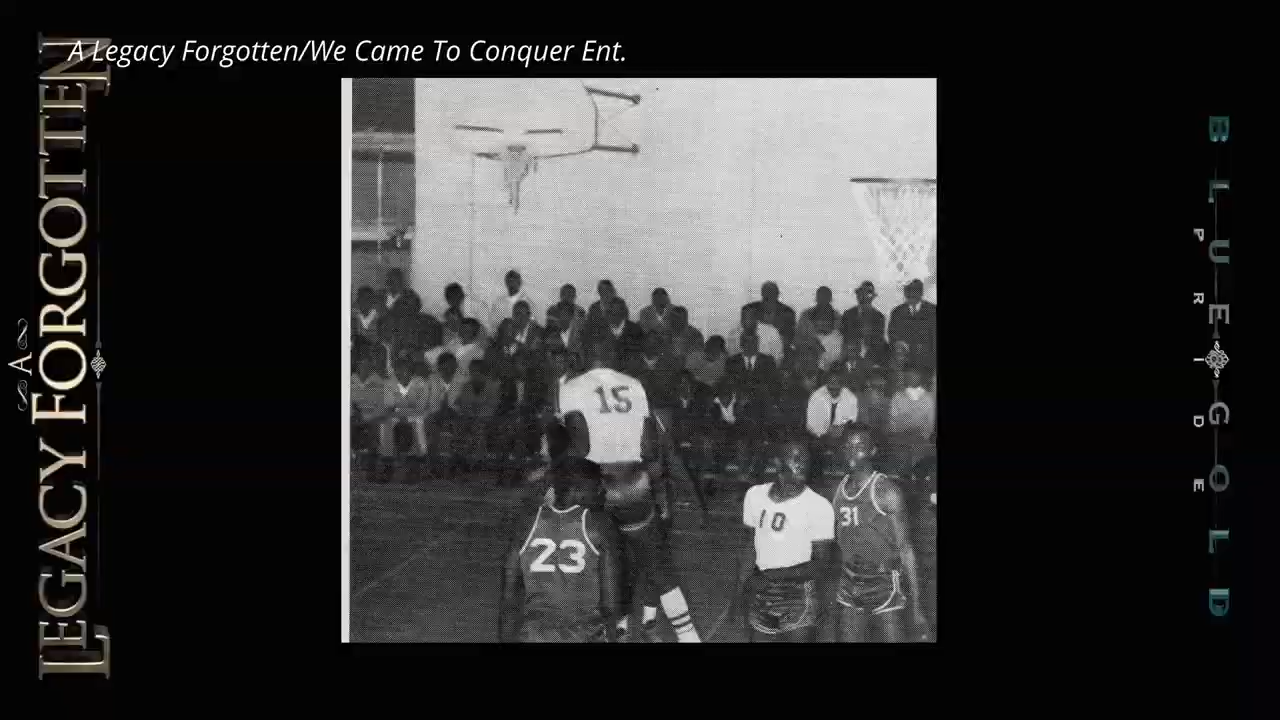 A Legacy Forgotten/We Came To Conquer Ent.
A
LEGACY FORGOTTEN
15
23
10
31
BLUE GOLD
PRIDE